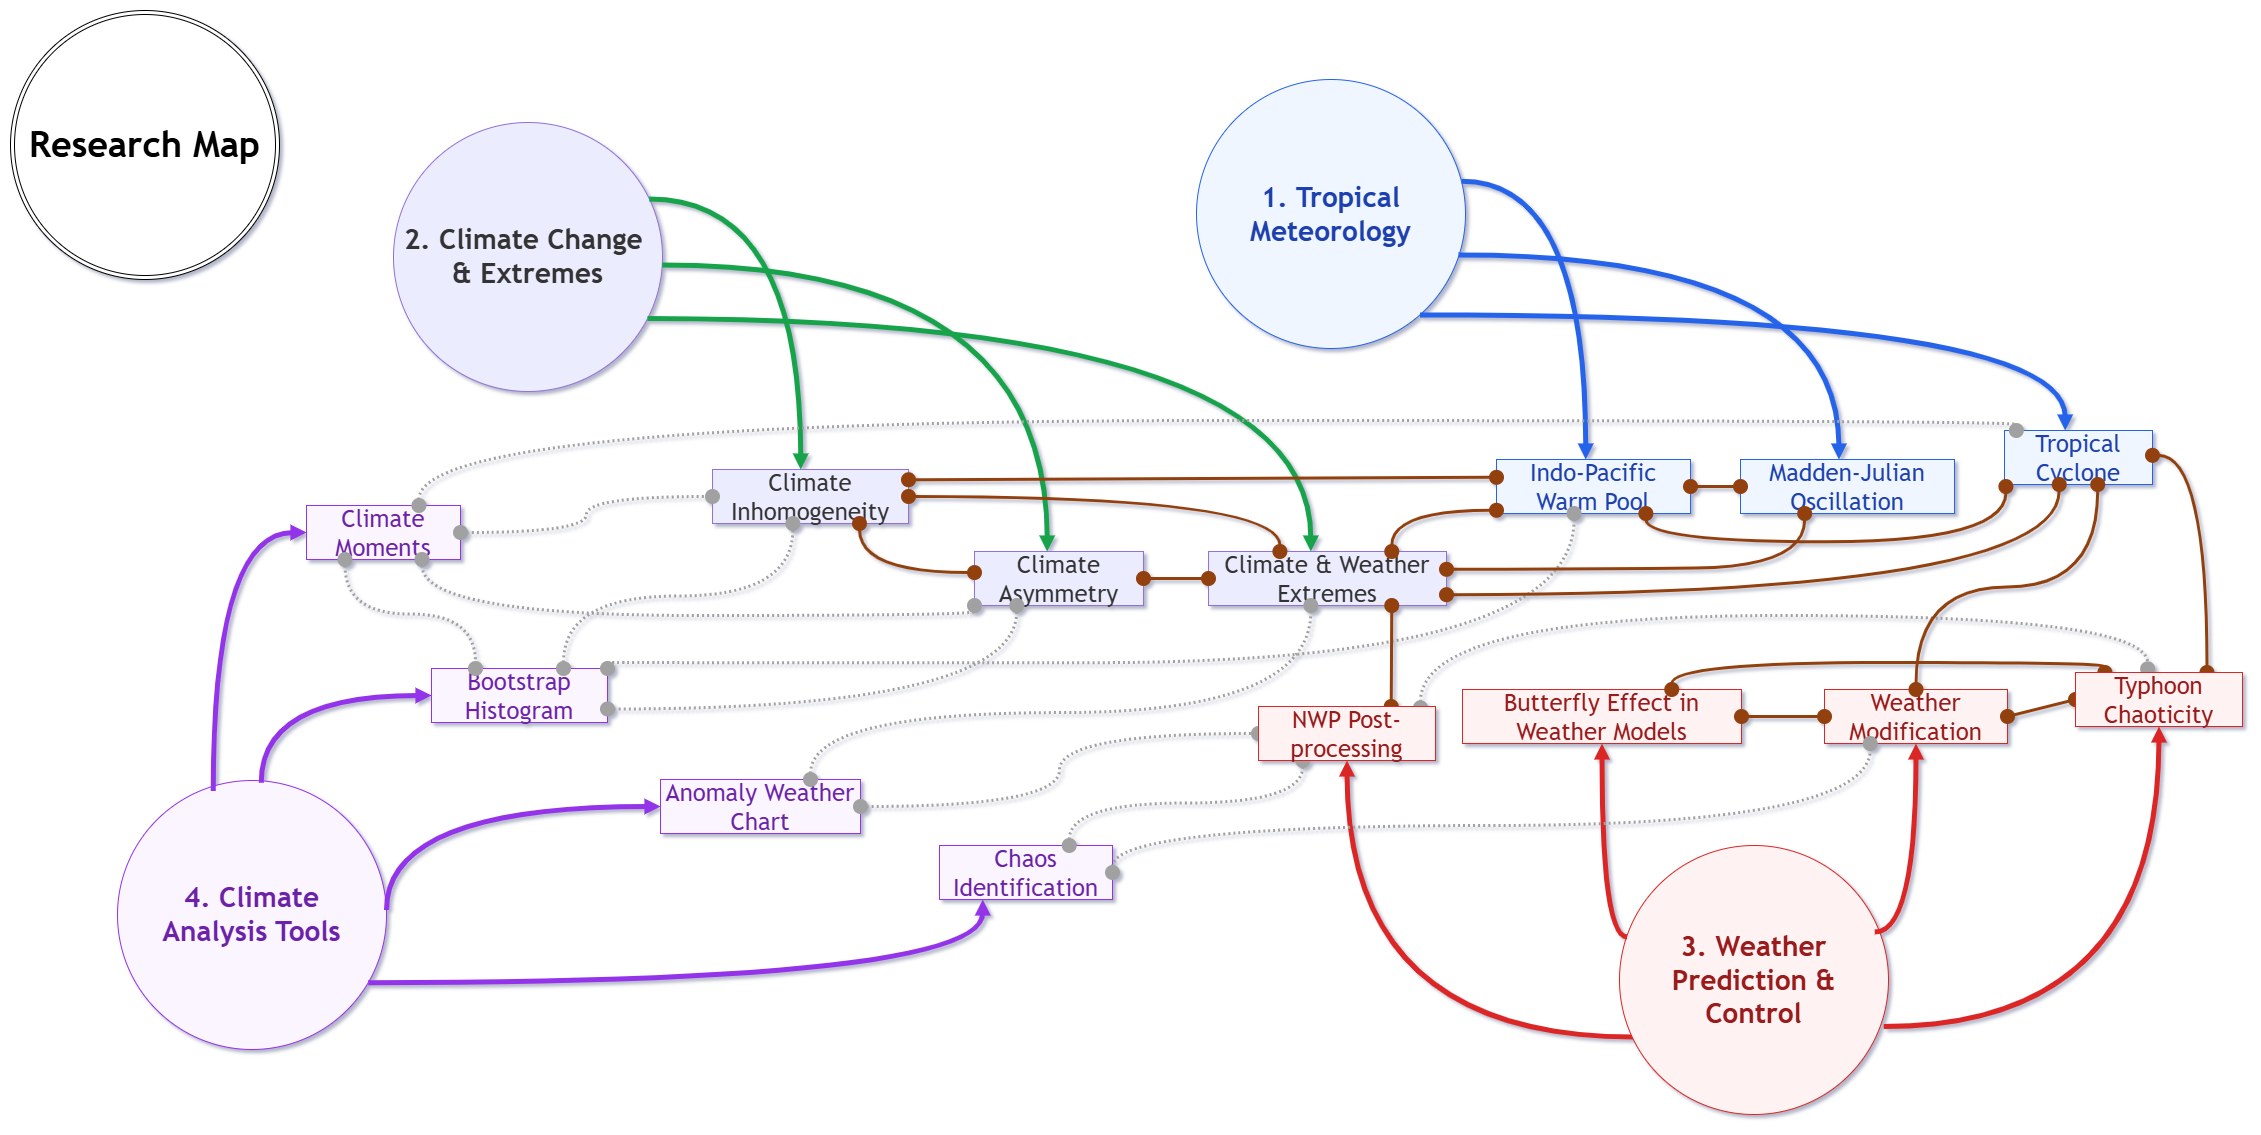 Research Map
2. Climate Change
& Extremes
1. Tropical
Meteorology
Tropical
Cyclone
Climate
Inhomogeneity
Indo-Pacific
Warm Pool
Madden-Julian
Oscillation
Climate
Moments
Climate
Asymmetry
Climate & Weather
Extremes
Bootstrap
Histogram
NWP Post-
processing
Butterfly Effect in
Weather Models
Weather
Modification
Typhoon
Chaoticity
Anomaly Weather
Chart
Chaos
Identification
4. Climate
Analysis Tools
3. Weather
Prediction &
Control